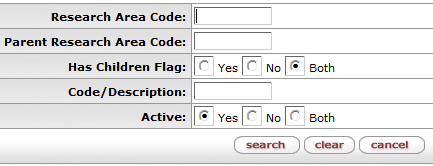 Research Area Code:
Parent Research Area Code:
Has Children Flag: Yes No Both
Code/Description:
Active: Yes No Both
search clear cancel